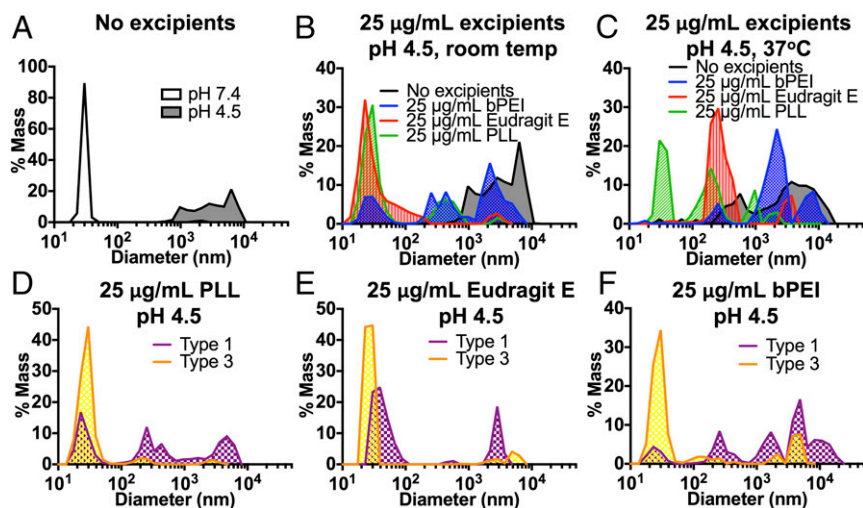 A
No excipients
pH 7.4
pH 4.5
% Mass
100
80
60
40
20
0
10¹ 10² 10³ 10⁴
Diameter (nm)
B
25 µg/mL excipients
pH 4.5, room temp
No excipients
25 µg/mL bPEI
25 µg/mL Eudragit E
25 µg/mL PLL
% Mass
40
30
20
10
0
10¹ 10² 10³ 10⁴
Diameter (nm)
C
25 µg/mL excipients
pH 4.5, 37ºC
No excipients
25 µg/mL bPEI
25 µg/mL Eudragit E
25 µg/mL PLL
% Mass
40
30
20
10
0
10¹ 10² 10³ 10⁴
Diameter (nm)
D
25 µg/mL PLL
pH 4.5
Type 1
Type 3
% Mass
50
40
30
20
10
0
10¹ 10² 10³ 10⁴
Diameter (nm)
E
25 µg/mL Eudragit E
pH 4.5
Type 1
Type 3
% Mass
50
40
30
20
10
0
10¹ 10² 10³ 10⁴
Diameter (nm)
F
25 µg/mL bPEI
pH 4.5
Type 1
Type 3
% Mass
40
30
20
10
0
10¹ 10² 10³ 10⁴
Diameter (nm)